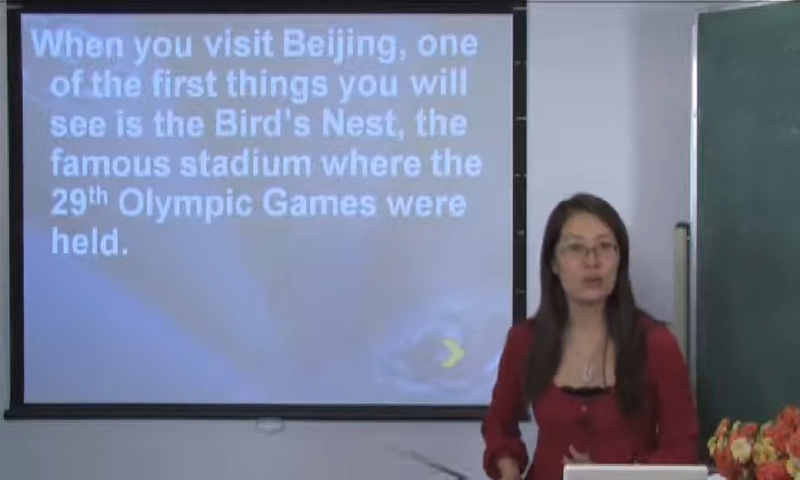 When you visit Beijing, one
of the first things you will
see is the Bird's Nest, the
famous stadium where the
29th Olympic Games were
held.